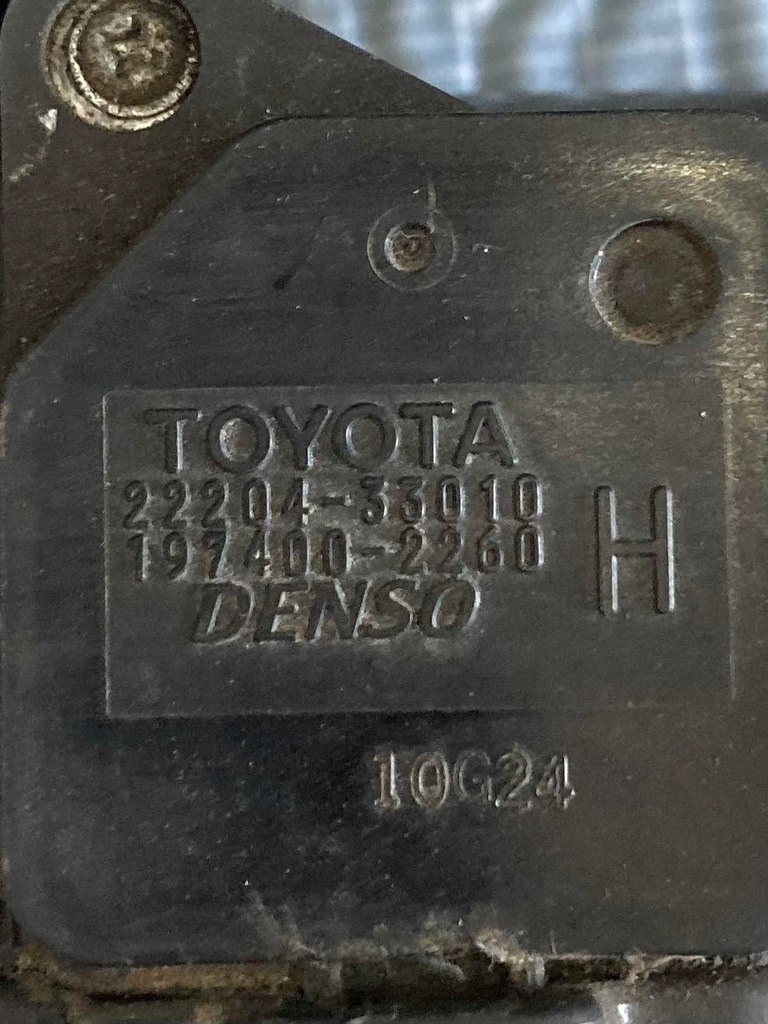 TOYOTA
22204-33010
197400-2260
H
DENSO
10G24